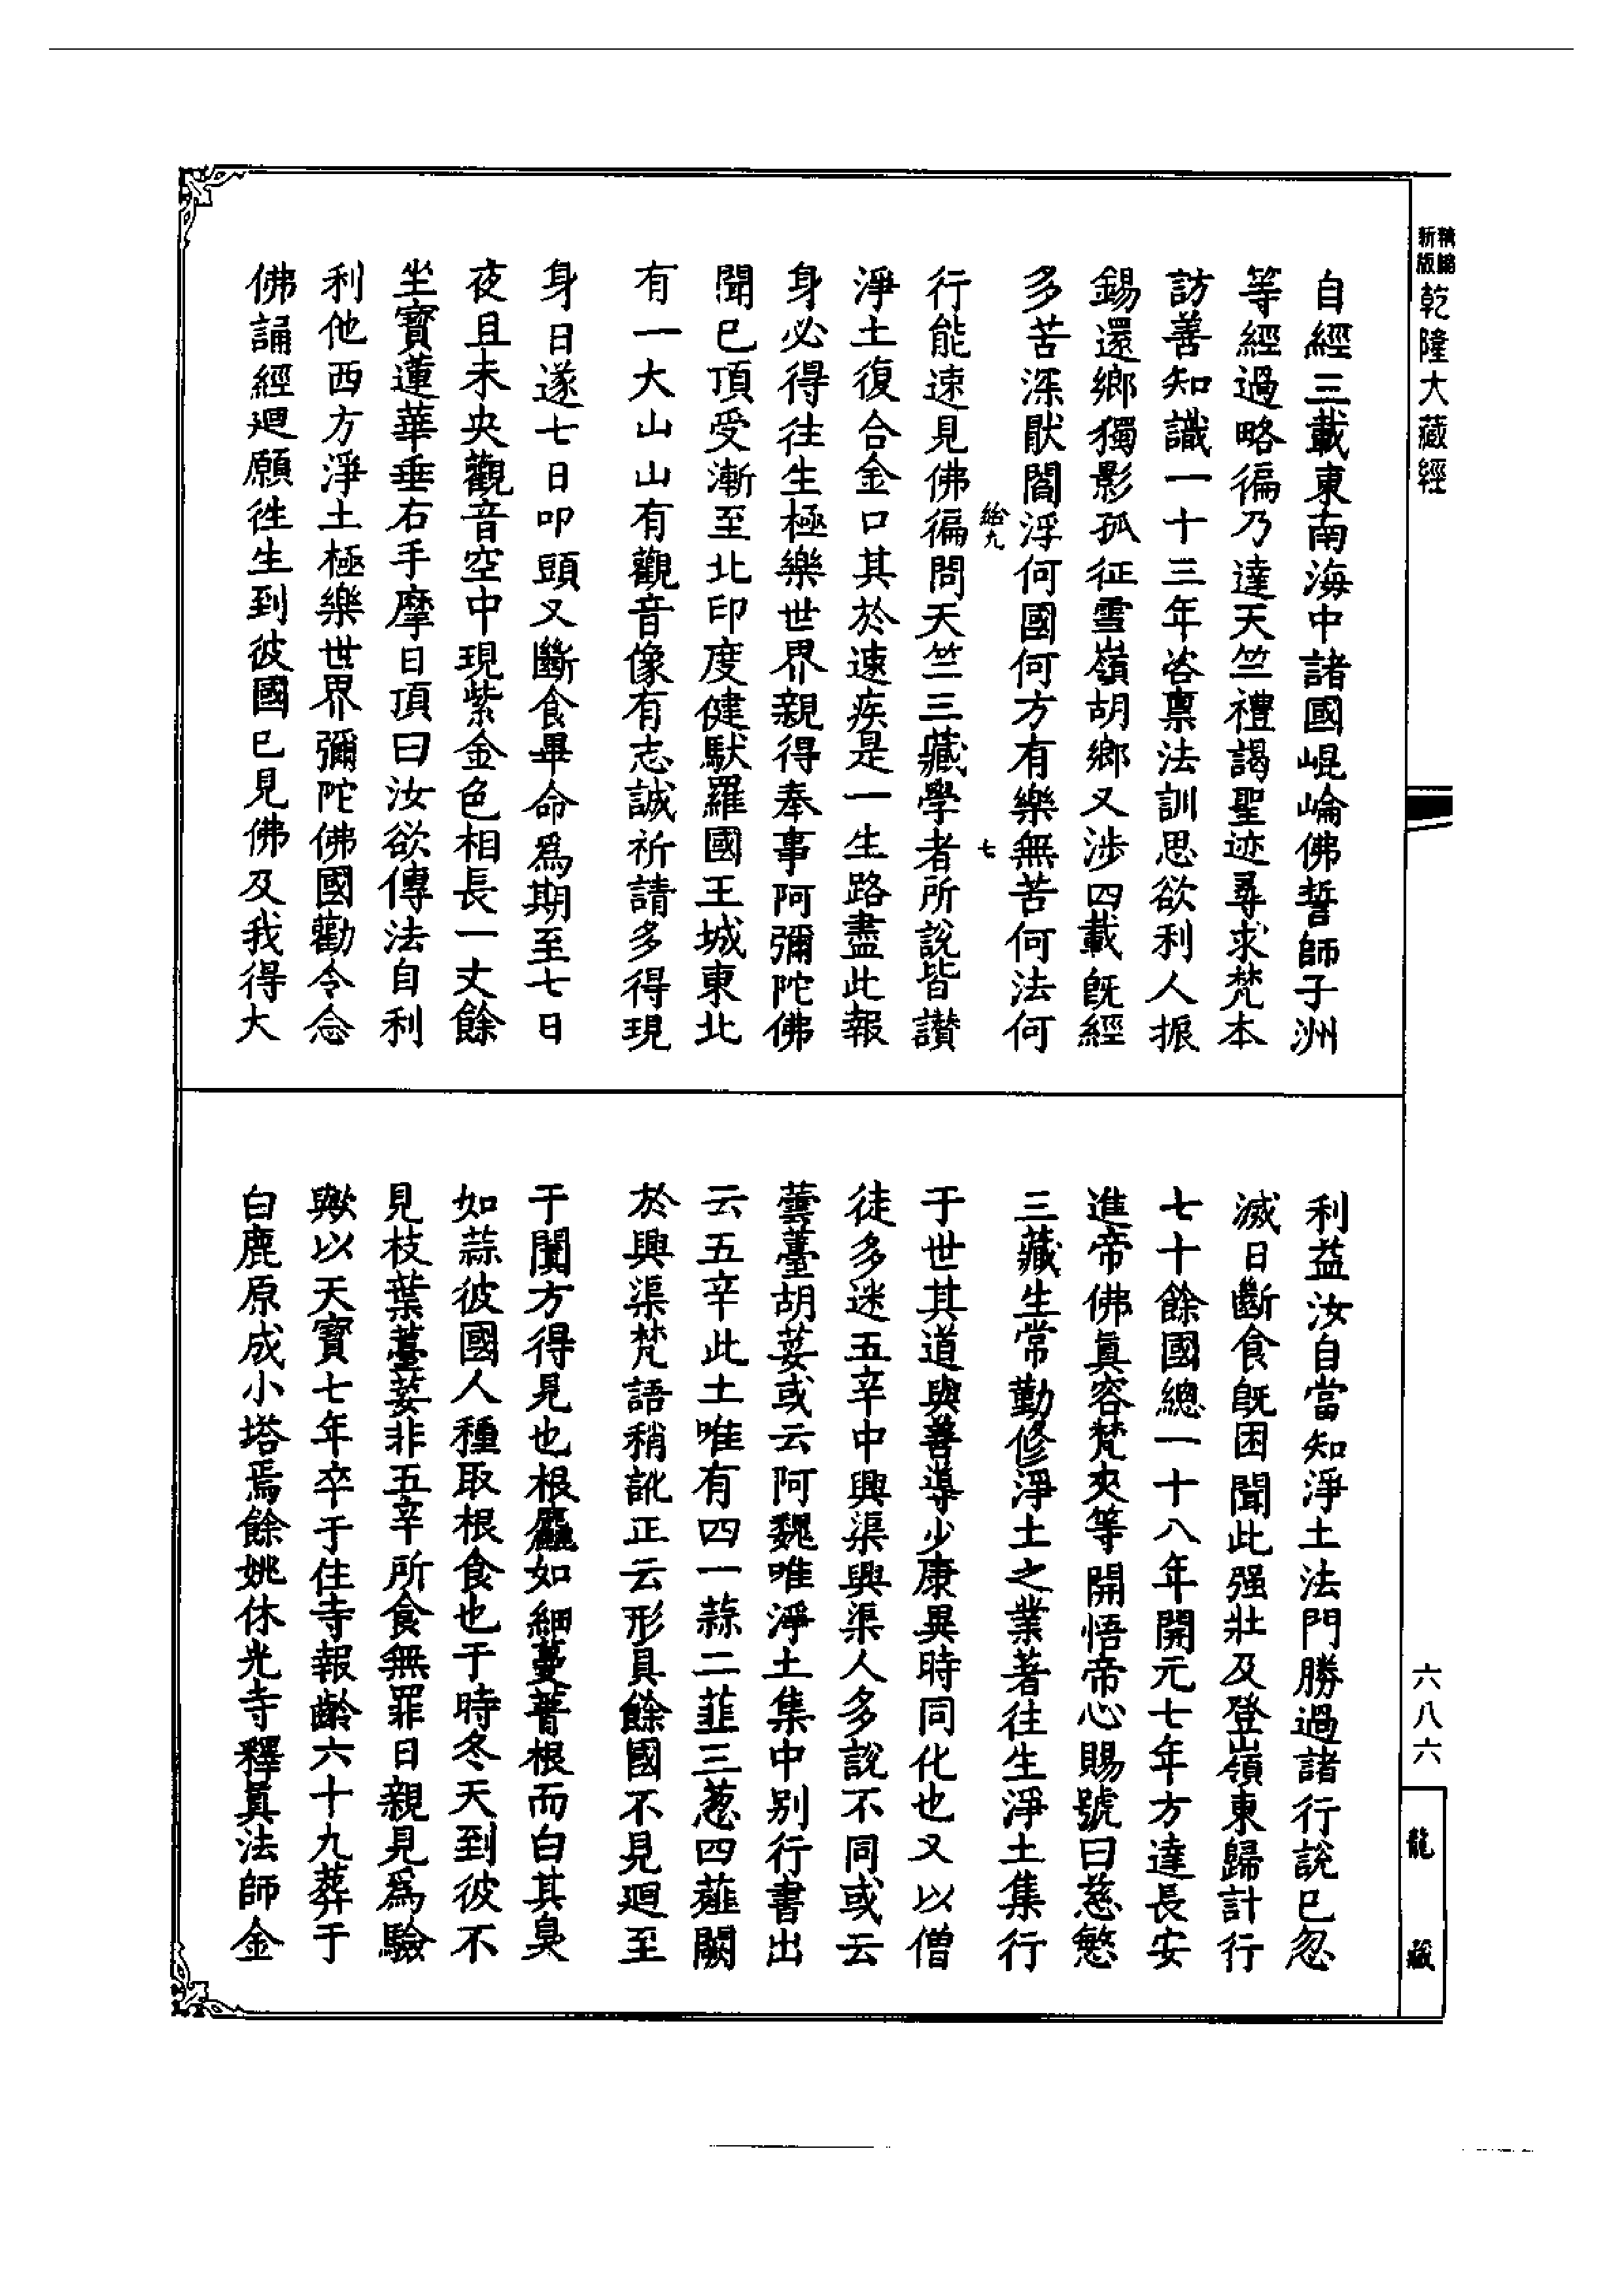 新版 精縮 乾隆大藏經
自經三載東南海中諸國崐崘佛誓師子洲
等經過略徧乃達天竺禮謁聖迹尋求梵本
訪善知識一十三年咨稟法訓思欲利人振
錫還鄉獨影孤征雪嶺胡鄉又涉四載旣經
多苦深猒閻浮何國何方有樂無苦何法何
給九 七
行能速見佛徧問天竺三藏學者所說皆讃
淨土復合金口其於速疾是一生路盡此報
身必得徃生極樂世界親得奉事阿彌陀佛
聞已頂受漸至北印度健馱羅國王城東北
有一大山山有觀音像有志誠祈請多得現
身日遂七日叩頭又斷食畢命爲期至七日
夜且未央觀音空中現紫金色相長一丈餘
坐寳蓮華垂右手摩日頂曰汝欲傳法自利
利他西方淨土極樂世界彌陀佛國勸令念
佛誦經廻願徃生到彼國已見佛及我得大
利益汝自當知淨土法門勝過諸行說已忽
滅日斷食旣困聞此强壯及登嶺東歸計行
七十餘國總一十八年開元七年方達長安
進帝佛眞容梵夾等開悟帝心賜號曰慈愍
三藏生常勤修淨土之業著往生淨土集行
于世其道與善導少康異時同化也又以僧
徒多迷五辛中興渠興渠人多說不同或云
蕓薹胡荽或云阿魏唯淨土集中别行書出
云五辛此土唯有四一蒜二韮三葱四薤闕
於興渠梵語稍訛正云形具餘國不見廻至
于闐方得見也根麤如細蔓菁根而白其臭
如蒜彼國人種取根食也于時冬天到彼不
見枝葉薹荽非五辛所食無罪日親見爲驗
歟以天寳七年卒于住寺報齡六十九葬于
白鹿原成小塔焉餘姚休光寺釋眞法師金
六八六
龍藏